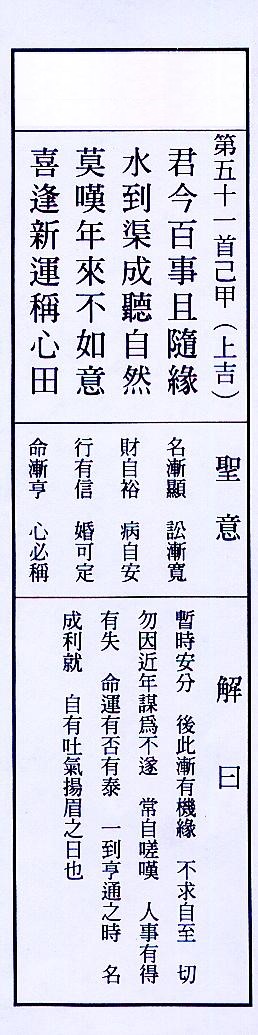 第五十一首己甲（上吉）
君今百事且隨緣
水到渠成聽自然
莫嘆年來不如意
喜逢新運稱心田
聖意
名漸顯　訟漸寬
財自裕　病自安
行有信　婚可定
命漸亨　心必稱
解曰
暫時安分　後此漸有機緣　不求自至　切
勿因近年謀爲不遂　常自嗟嘆　人事有得
有失　命運有否有泰　一到亨通之時　名
成利就　自有吐氣揚眉之日也